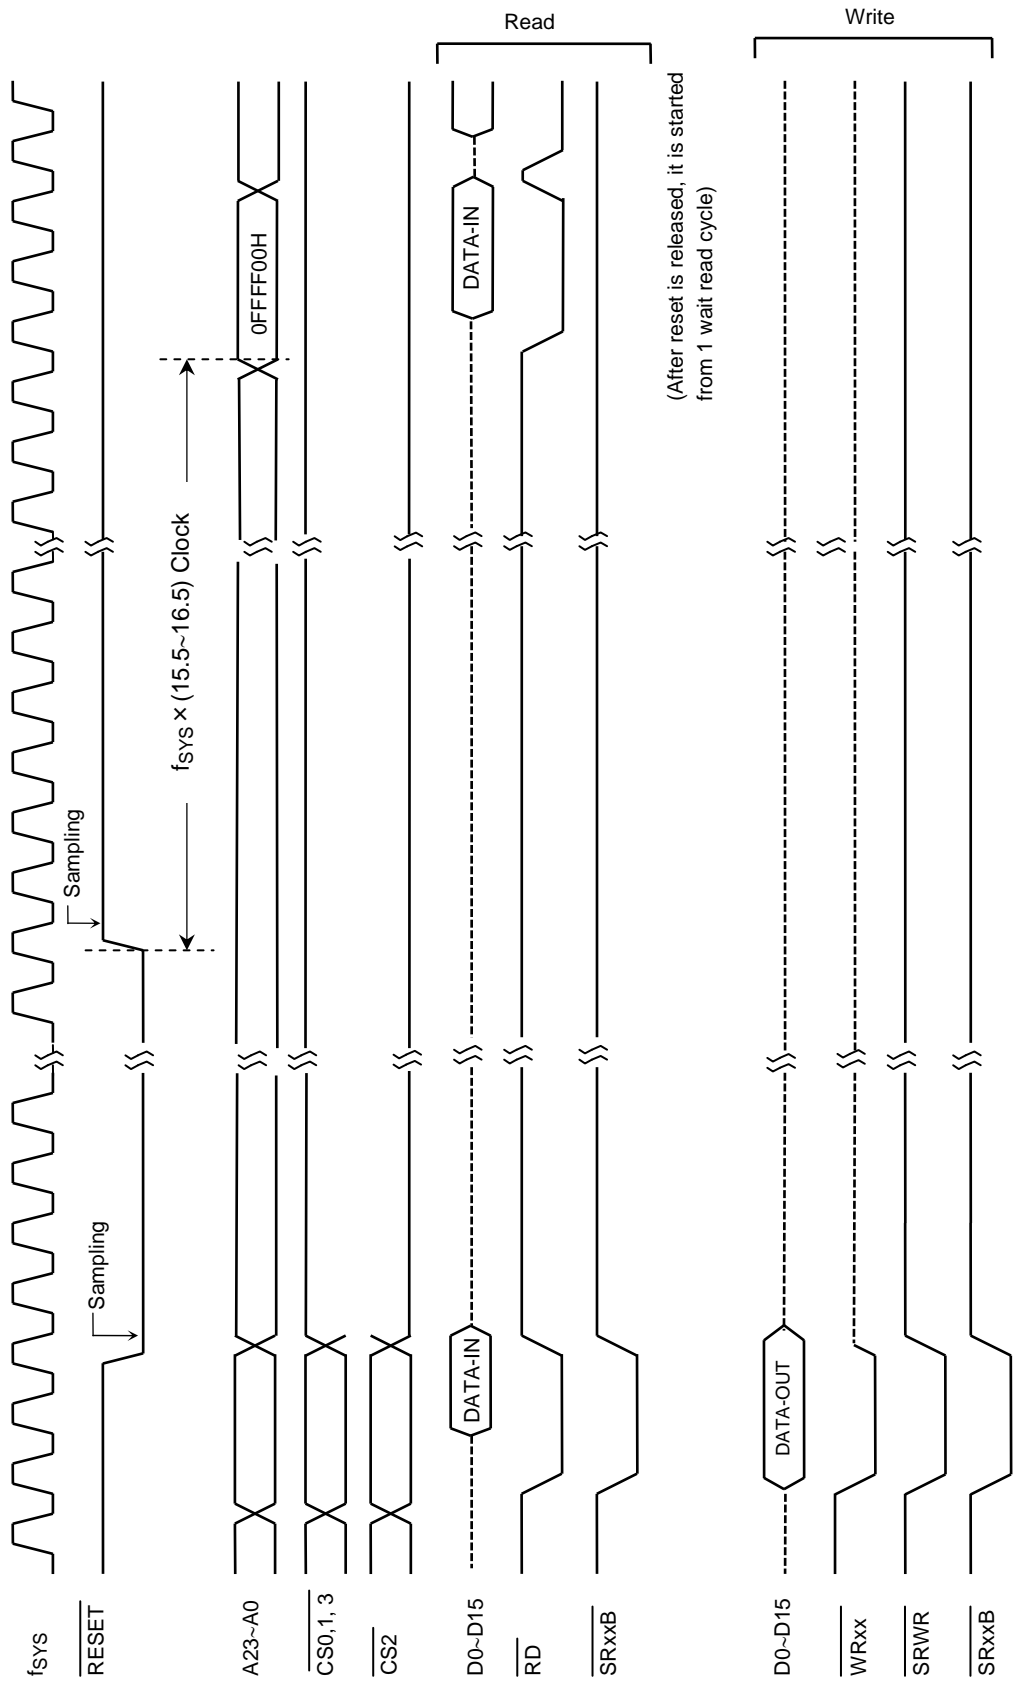 Read
Write
(After reset is released, it is started
from 1 wait read cycle)
Sampling
Sampling
fSYS × (15.5~16.5) Clock
0FFFF00H
DATA-IN
DATA-IN
DATA-OUT
fSYS
RESET
A23~A0
CS0,1, 3
CS2
D0~D15
RD
SRxxB
D0~D15
WRxx
SRWR
SRxxB